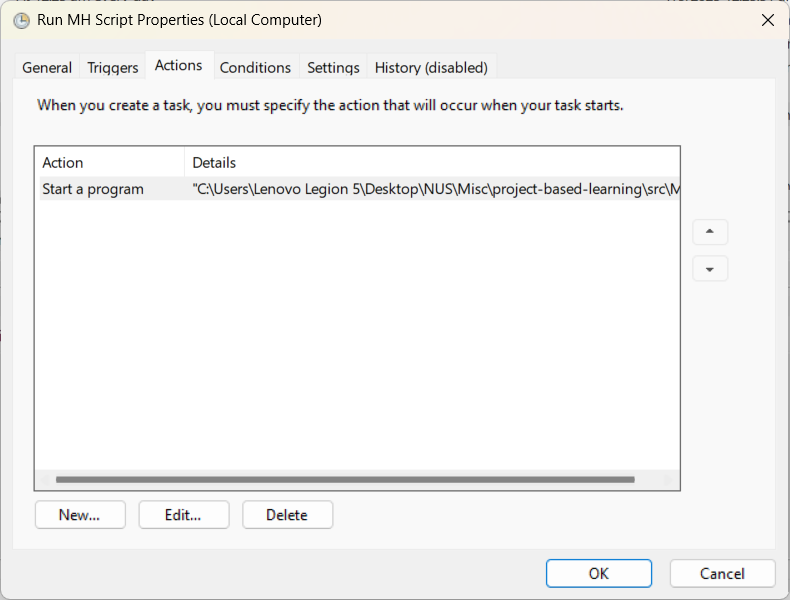 Run MH Script Properties (Local Computer)
General Triggers Actions Conditions Settings History (disabled)
When you create a task, you must specify the action that will occur when your task starts.
Action Details
Start a program "C:\Users\Lenovo Legion 5\Desktop\NUS\Misc\project-based-learning\src\M
New... Edit... Delete
OK Cancel